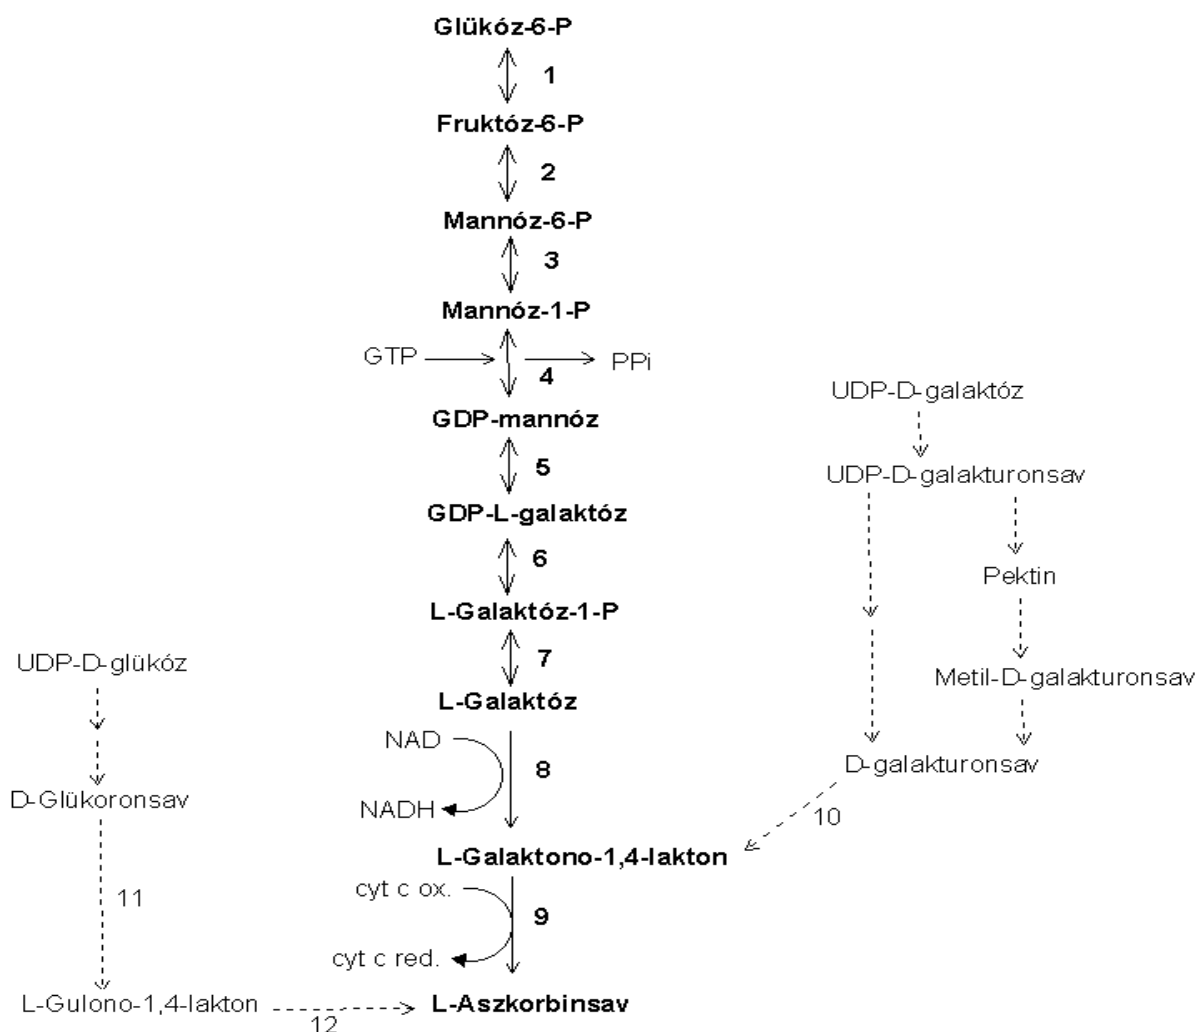 Glükóz-6-P
1
Fruktóz-6-P
2
Mannóz-6-P
3
Mannóz-1-P
GTP
PPi
4
GDP-mannóz
5
GDP-L-galaktóz
6
L-Galaktóz-1-P
7
L-Galaktóz
NAD
8
NADH
L-Galaktono-1,4-lakton
cyt c ox.
9
cyt c red.
L-Aszkorbinsav
UDP-D-glükóz
D-Glükoronsav
11
L-Gulono-1,4-lakton
12
UDP-D-galaktóz
UDP-D-galakturonsav
Pektin
Metil-D-galakturonsav
D-galakturonsav
10